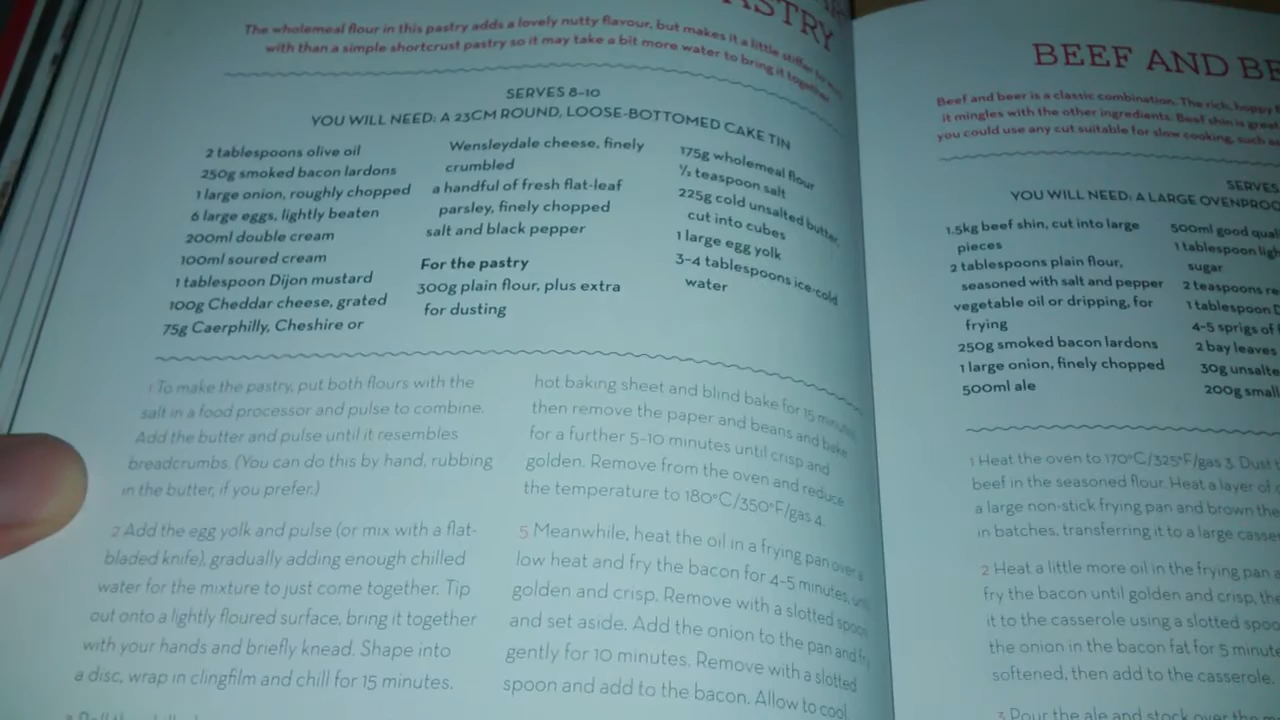 PASTRY
The wholemeal flour in this pastry adds a lovely nutty flavour, but makes it a little stiffer to
with than a simple shortcrust pastry so it may take a bit more water to bring it together
SERVES 8-10
YOU WILL NEED: A 23CM ROUND, LOOSE-BOTTOMED CAKE TIN
2 tablespoons olive oil
250g smoked bacon lardons
1 large onion, roughly chopped
6 large eggs, lightly beaten
200ml double cream
100ml soured cream
1 tablespoon Dijon mustard
100g Cheddar cheese, grated
75g Caerphilly, Cheshire or
Wensleydale cheese, finely
crumbled
a handful of fresh flat-leaf
parsley, finely chopped
salt and black pepper
For the pastry
300g plain flour, plus extra
for dusting
175g wholemeal flour
½ teaspoon salt
225g cold unsalted butter,
cut into cubes
1 large egg yolk
3-4 tablespoons ice-cold
water
1 To make the pastry, put both flours with the
salt in a food processor and pulse to combine.
Add the butter and pulse until it resembles
breadcrumbs. (You can do this by hand, rubbing
in the butter, if you prefer.)
2 Add the egg yolk and pulse (or mix with a flat-
bladed knife), gradually adding enough chilled
water for the mixture to just come together. Tip
out onto a lightly floured surface, bring it together
with your hands and briefly knead. Shape into
a disc, wrap in clingfilm and chill for 15 minutes.
hot baking sheet and blind bake for 15 minutes,
then remove the paper and beans and bake
for a further 5-10 minutes until crisp and
golden. Remove from the oven and reduce
the temperature to 180°C/350°F/gas 4.
5 Meanwhile, heat the oil in a frying pan over a
low heat and fry the bacon for 4-5 minutes, until
golden and crisp. Remove with a slotted spoon
and set aside. Add the onion to the pan and fry
gently for 10 minutes. Remove with a slotted
spoon and add to the bacon. Allow to cool
BEEF AND BE
Beef and beer is a classic combination. The rich, hoppy
it mingles with the other ingredients. Beef shin is great
you could use any cut suitable for slow cooking, such
SERVES
YOU WILL NEED: A LARGE OVENPROO
1.5kg beef shin, cut into large
pieces
2 tablespoons plain flour,
seasoned with salt and pepper
vegetable oil or dripping, for
frying
250g smoked bacon lardons
1 large onion, finely chopped
500ml ale
500ml good qual
1 tablespoon ligh
sugar
2 teaspoons re
1 tablespoon D
4-5 sprigs of
2 bay leaves
30g unsalte
200g small
1 Heat the oven to 170°C/325°F/gas 3. Dust
beef in the seasoned flour. Heat a layer of
a large non-stick frying pan and brown the
in batches, transferring it to a large casse
2 Heat a little more oil in the frying pan a
fry the bacon until golden and crisp, the
it to the casserole using a slotted spoo
the onion in the bacon fat for 5 minute
softened, then add to the casserole.
3 Pour the ale and stock over the